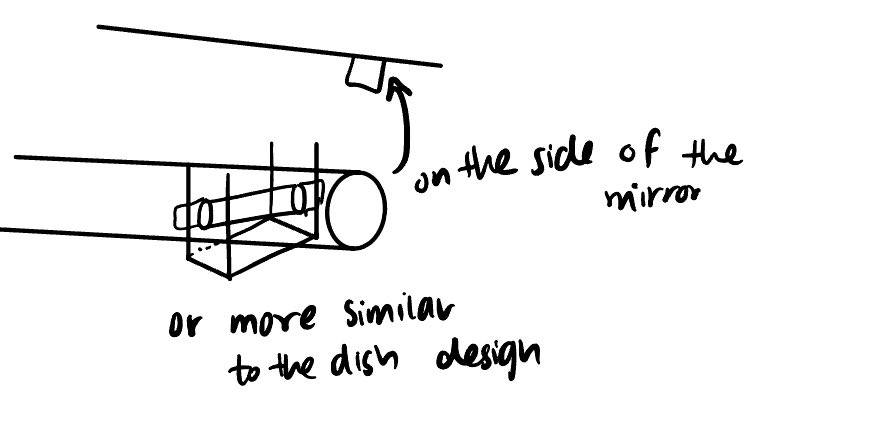 on the side of the
mirror
or more similar
to the dish design